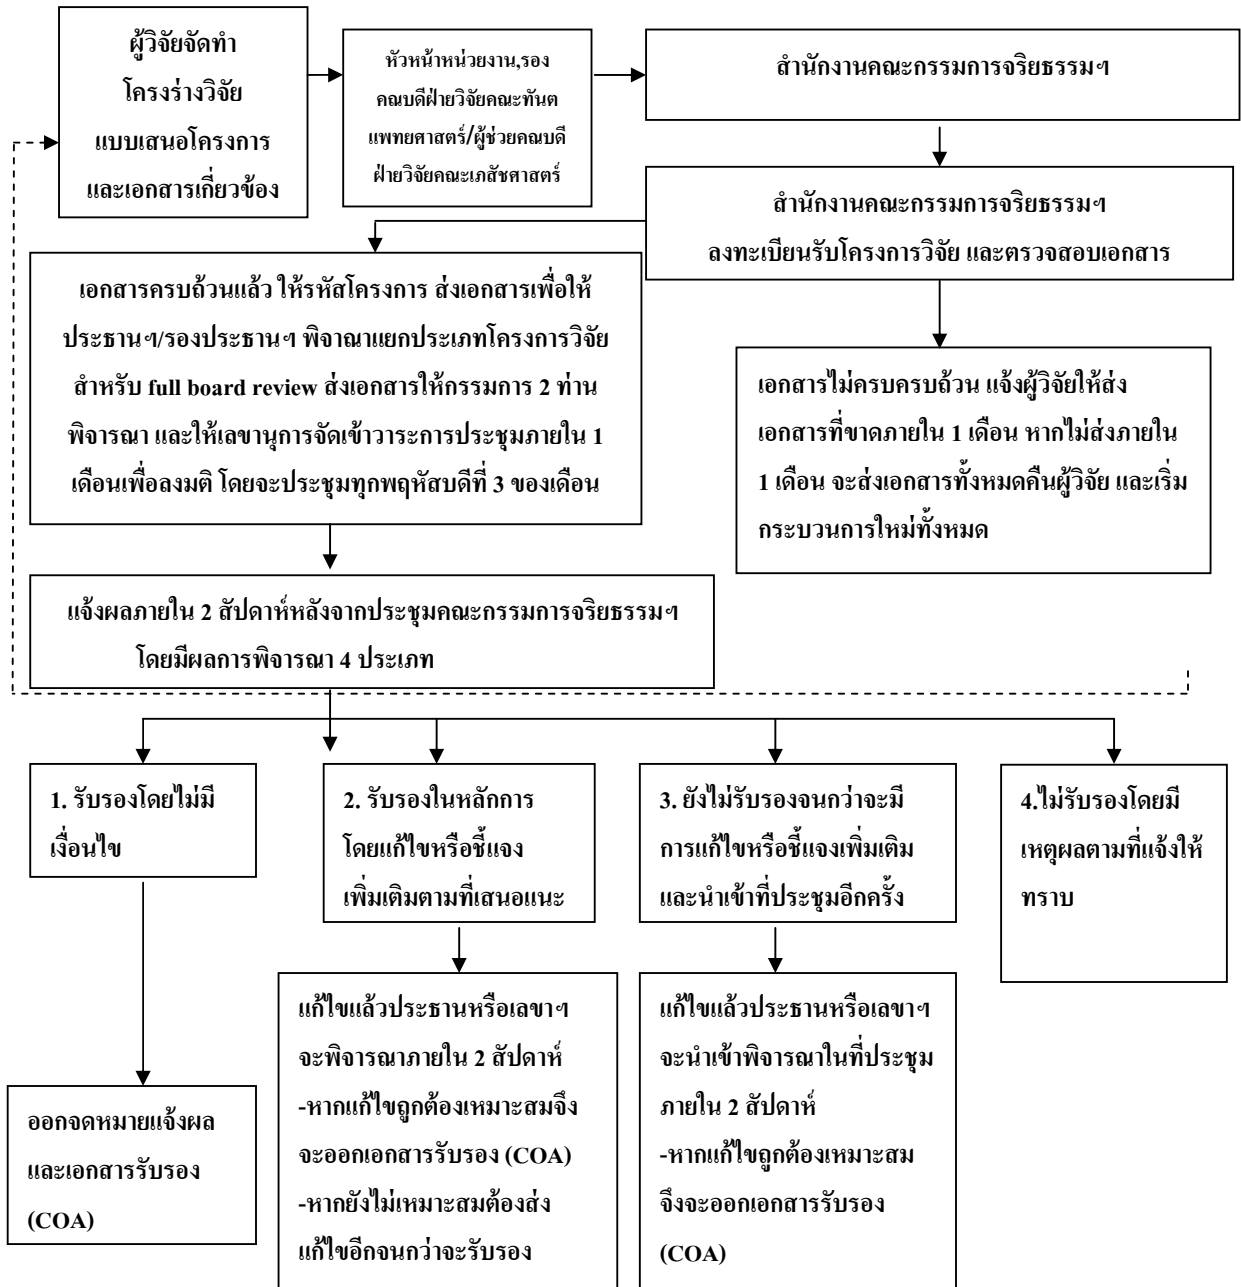 ผู้วิจัยจัดทำ
โครงร่างวิจัย
แบบเสนอโครงการ
และเอกสารเกี่ยวข้อง
หัวหน้าหน่วยงาน,รอง
คณบดีฝ่ายวิจัยคณะทันต
แพทยศาสตร์/ผู้ช่วยคณบดี
ฝ่ายวิจัยคณะเภสัชศาสตร์
สำนักงานคณะกรรมการจริยธรรมฯ
สำนักงานคณะกรรมการจริยธรรมฯ
ลงทะเบียนรับโครงการวิจัย และตรวจสอบเอกสาร
เอกสารครบถ้วนแล้ว ให้รหัสโครงการ ส่งเอกสารเพื่อให้
ประธานฯ/รองประธานฯ พิจาณาแยกประเภทโครงการวิจัย
สำหรับ full board review ส่งเอกสารให้กรรมการ 2 ท่าน
พิจารณา และให้เลขานุการจัดเข้าวาระการประชุมภายใน 1
เดือนเพื่อลงมติ โดยจะประชุมทุกพฤหัสบดีที่ 3 ของเดือน
เอกสารไม่ครบครบถ้วน แจ้งผู้วิจัยให้ส่ง
เอกสารที่ขาดภายใน 1 เดือน หากไม่ส่งภายใน
1 เดือน จะส่งเอกสารทั้งหมดคืนผู้วิจัย และเริ่ม
กระบวนการใหม่ทั้งหมด
แจ้งผลภายใน 2 สัปดาห์หลังจากประชุมคณะกรรมการจริยธรรมฯ
โดยมีผลการพิจารณา 4 ประเภท
1. รับรองโดยไม่มี
เงื่อนไข
2. รับรองในหลักการ
โดยแก้ไขหรือชี้แจง
เพิ่มเติมตามที่เสนอแนะ
3. ยังไม่รับรองจนกว่าจะมี
การแก้ไขหรือชี้แจงเพิ่มเติม
และนำเข้าที่ประชุมอีกครั้ง
4.ไม่รับรองโดยมี
เหตุผลตามที่แจ้งให้
ทราบ
ออกจดหมายแจ้งผล
และเอกสารรับรอง
(COA)
แก้ไขแล้วประธานหรือเลขาฯ
จะพิจารณาภายใน 2 สัปดาห์
-หากแก้ไขถูกต้องเหมาะสมจึง
จะออกเอกสารรับรอง (COA)
-หากยังไม่เหมาะสมต้องส่ง
แก้ไขอีกจนกว่าจะรับรอง
แก้ไขแล้วประธานหรือเลขาฯ
จะนำเข้าพิจารณาในที่ประชุม
ภายใน 2 สัปดาห์
-หากแก้ไขถูกต้องเหมาะสม
จึงจะออกเอกสารรับรอง
(COA)